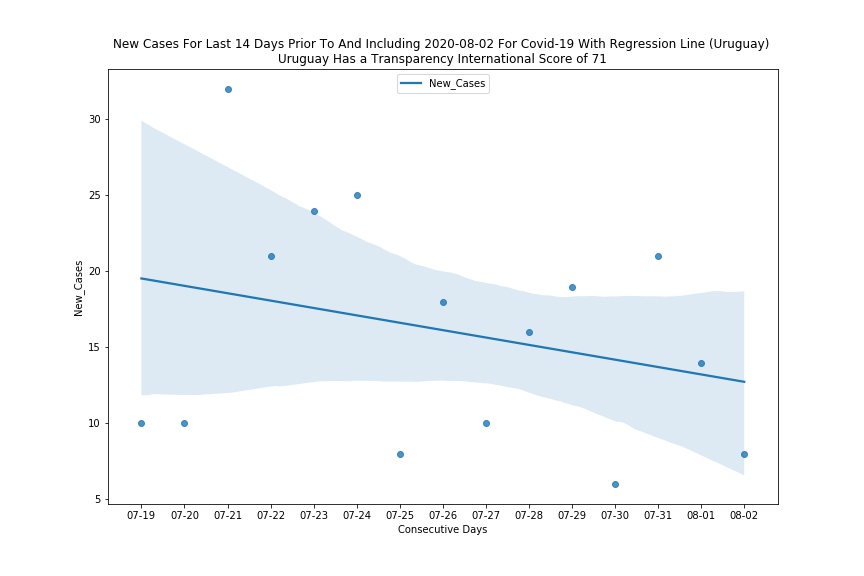 New Cases For Last 14 Days Prior To And Including 2020-08-02 For Covid-19 With Regression Line (Uruguay)
Uruguay Has a Transparency International Score of 71
New_Cases
30
25
20
15
10
5
New_Cases
07-19 07-20 07-21 07-22 07-23 07-24 07-25 07-26 07-27 07-28 07-29 07-30 07-31 08-01 08-02
Consecutive Days